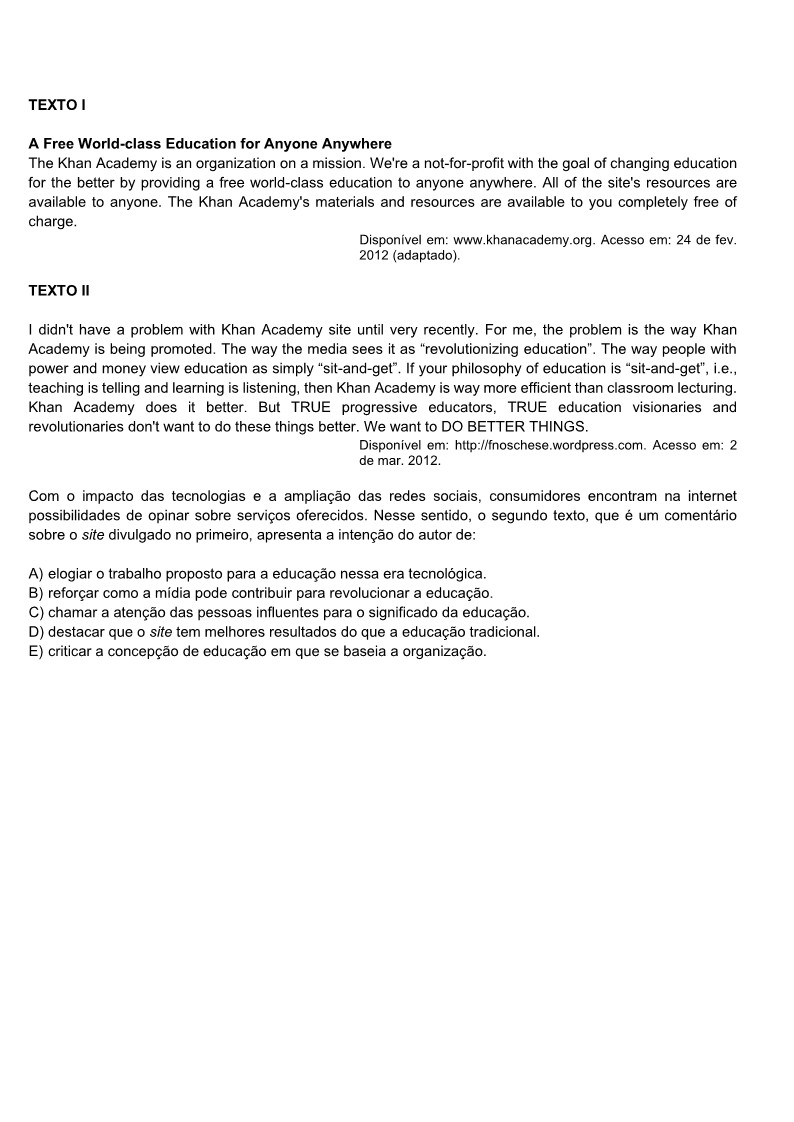 TEXTO I
A Free World-class Education for Anyone Anywhere
The Khan Academy is an organization on a mission. We're a not-for-profit with the goal of changing education
for the better by providing a free world-class education to anyone anywhere. All of the site's resources are
available to anyone. The Khan Academy's materials and resources are available to you completely free of
charge.
Disponível em: www.khanacademy.org. Acesso em: 24 de fev.
2012 (adaptado).
TEXTO II
I didn't have a problem with Khan Academy site until very recently. For me, the problem is the way Khan
Academy is being promoted. The way the media sees it as “revolutionizing education”. The way people with
power and money view education as simply “sit-and-get”. If your philosophy of education is “sit-and-get”, i.e.,
teaching is telling and learning is listening, then Khan Academy is way more efficient than classroom lecturing.
Khan Academy does it better. But TRUE progressive educators, TRUE education visionaries and
revolutionaries don't want to do these things better. We want to DO BETTER THINGS.
Disponível em: http://fnoschese.wordpress.com. Acesso em: 2
de mar. 2012.
Com o impacto das tecnologias e a ampliação das redes sociais, consumidores encontram na internet
possibilidades de opinar sobre serviços oferecidos. Nesse sentido, o segundo texto, que é um comentário
sobre o site divulgado no primeiro, apresenta a intenção do autor de:
A) elogiar o trabalho proposto para a educação nessa era tecnológica.
B) reforçar como a mídia pode contribuir para revolucionar a educação.
C) chamar a atenção das pessoas influentes para o significado da educação.
D) destacar que o site tem melhores resultados do que a educação tradicional.
E) criticar a concepção de educação em que se baseia a organização.